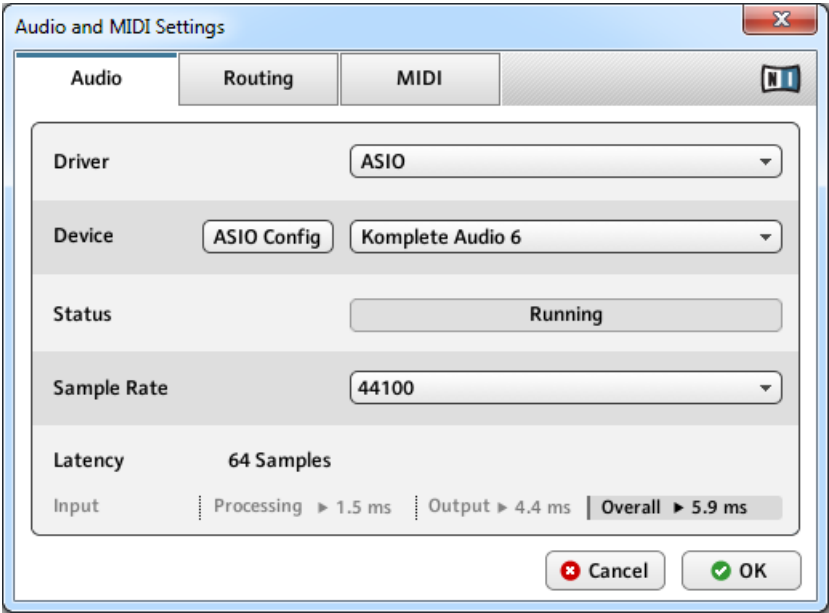 Audio and MIDI Settings
Audio Routing MIDI NI
Driver ASIO
Device ASIO Config Komplete Audio 6
Status Running
Sample Rate 44100
Latency 64 Samples
Input Processing ▶ 1.5 ms Output ▶ 4.4 ms Overall ▶ 5.9 ms
Cancel OK